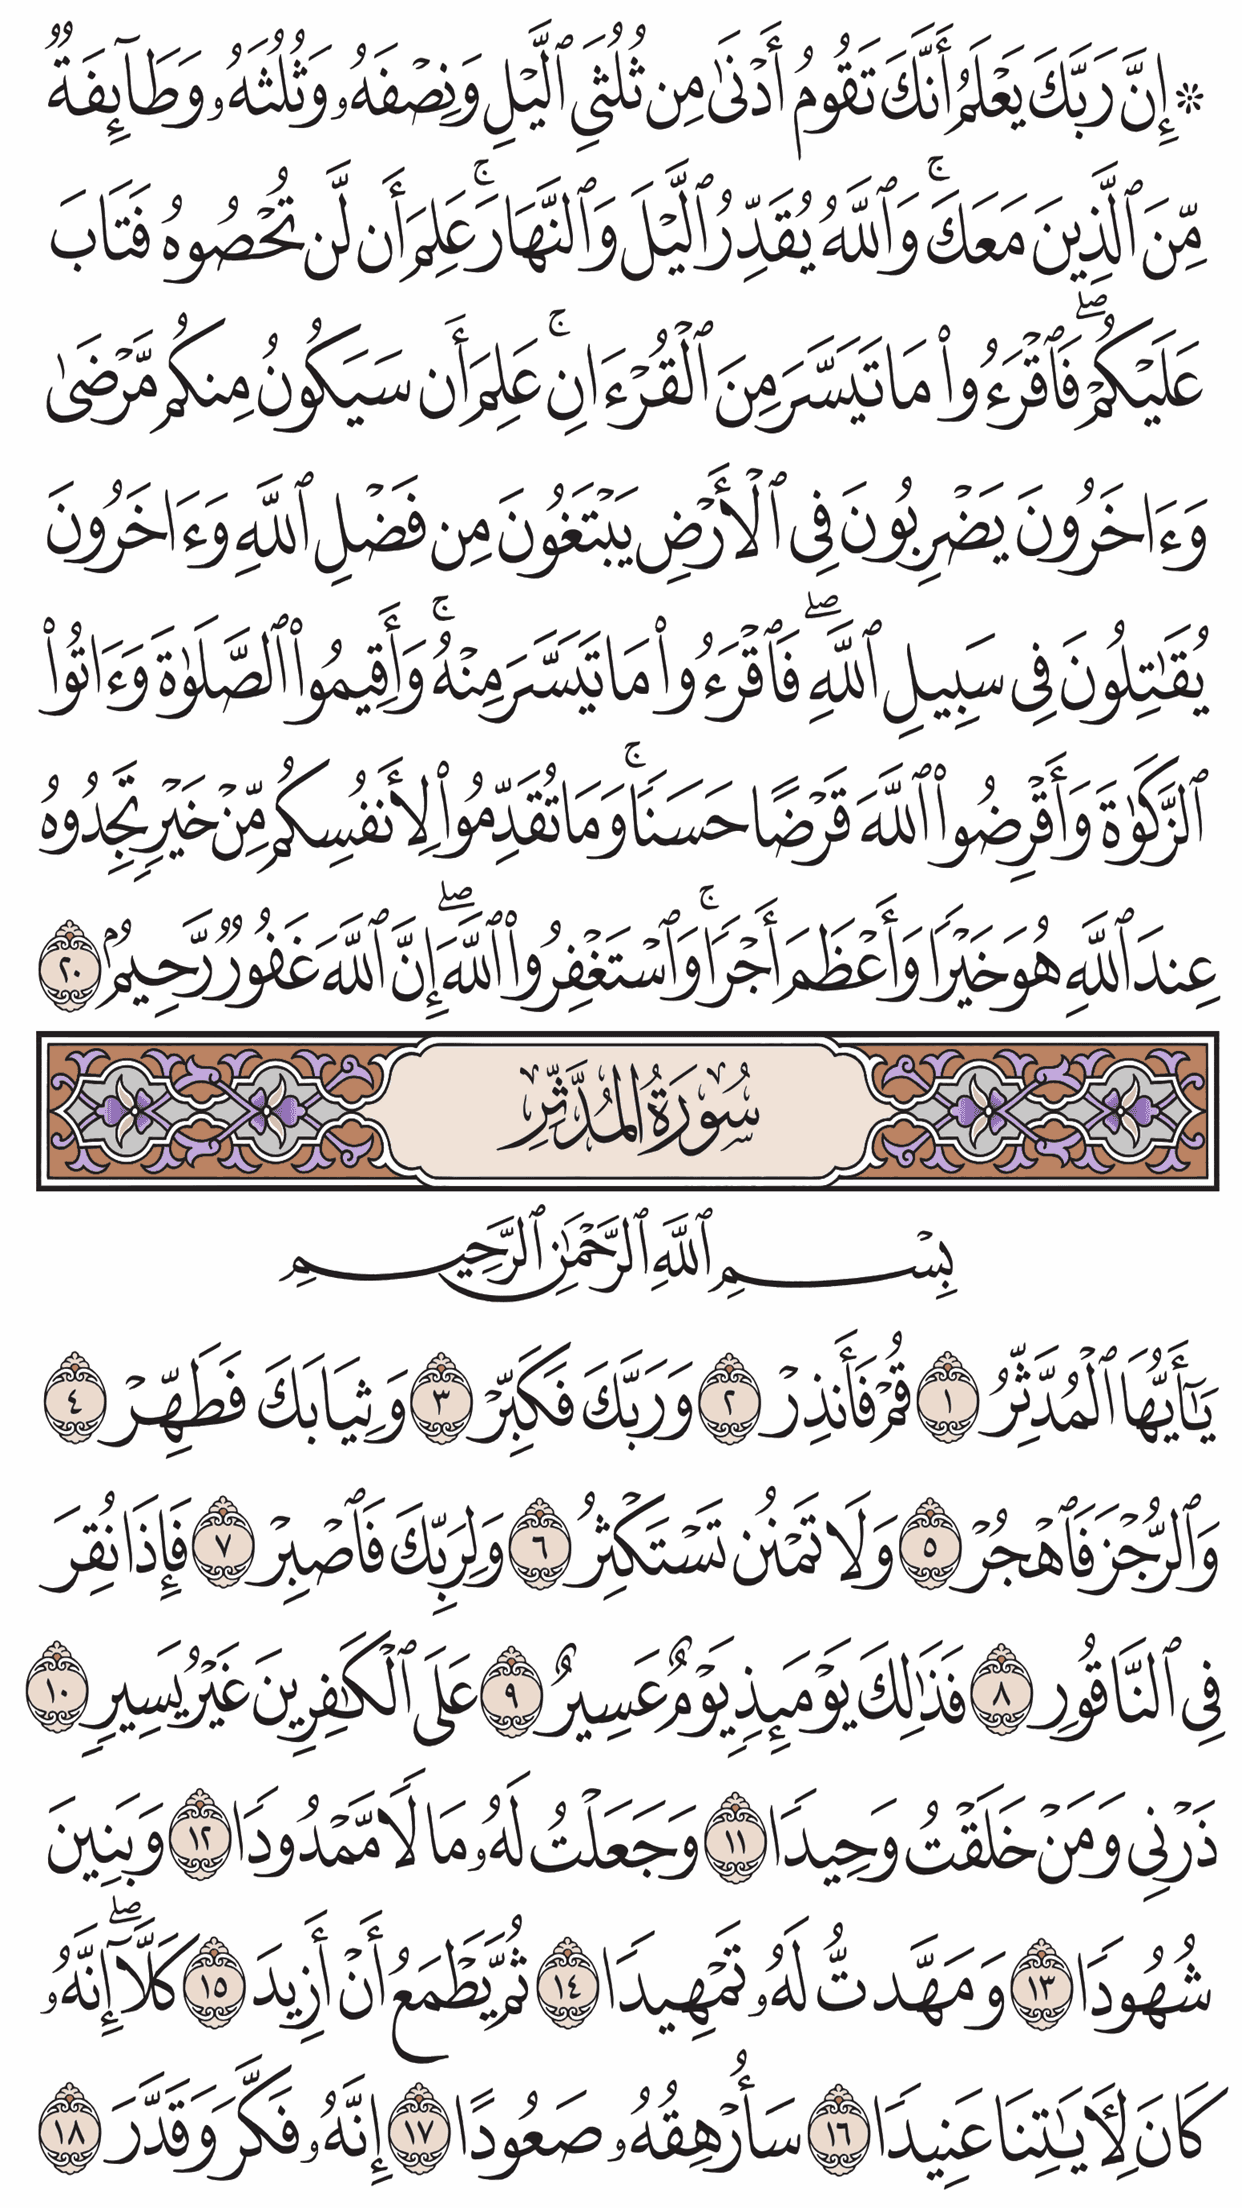 ۞ إِنَّ رَبَّكَ يَعْلَمُ أَنَّكَ تَقُومُ أَدْنَىٰ مِن ثُلُثَيِ ٱلَّيْلِ وَنِصْفَهُۥ وَثُلُثَهُۥ وَطَآئِفَةٌ
مِّنَ ٱلَّذِينَ مَعَكَۚ وَٱللَّهُ يُقَدِّرُ ٱلَّيْلَ وَٱلنَّهَارَۚ عَلِمَ أَن لَّن تُحْصُوهُ فَتَابَ
عَلَيْكُمْۖ فَٱقْرَءُوا۟ مَا تَيَسَّرَ مِنَ ٱلْقُرْءَانِۚ عَلِمَ أَن سَيَكُونُ مِنكُم مَّرْضَىٰ
وَءَاخَرُونَ يَضْرِبُونَ فِى ٱلْأَرْضِ يَبْتَغُونَ مِن فَضْلِ ٱللَّهِ وَءَاخَرُونَ
يُقَٰتِلُونَ فِى سَبِيلِ ٱللَّهِۖ فَٱقْرَءُوا۟ مَا تَيَسَّرَ مِنْهُۚ وَأَقِيمُوا۟ ٱلصَّلَوٰةَ وَءَاتُوا۟
ٱلزَّكَوٰةَ وَأَقْرِضُوا۟ ٱللَّهَ قَرْضًا حَسَنًاۚ وَمَا تُقَدِّمُوا۟ لِأَنفُسِكُم مِّنْ خَيْرٍ تَجِدُوهُ
عِندَ ٱللَّهِ هُوَ خَيْرًا وَأَعْظَمَ أَجْرًاۚ وَٱسْتَغْفِرُوا۟ ٱللَّهَۖ إِنَّ ٱللَّهَ غَفُورٌ رَّحِيمٌۢ ٢٠
سُورَةُ المُدَّثِّرِ
بِسْمِ ٱللَّهِ ٱلرَّحْمَٰنِ ٱلرَّحِيمِ
يَٰٓأَيُّهَا ٱلْمُدَّثِّرُ ١ قُمْ فَأَنذِرْ ٢ وَرَبَّكَ فَكَبِّرْ ٣ وَثِيَابَكَ فَطَهِّرْ ٤
وَٱلرُّجْزَ فَٱهْجُرْ ٥ وَلَا تَمْنُن تَسْتَكْثِرُ ٦ وَلِرَبِّكَ فَٱصْبِرْ ٧ فَإِذَا نُقِرَ
فِى ٱلنَّاقُورِ ٨ فَذَٰلِكَ يَوْمَئِذٍ يَوْمٌ عَسِيرٌ ٩ عَلَى ٱلْكَٰفِرِينَ غَيْرُ يَسِيرٍ ١٠
ذَرْنِى وَمَنْ خَلَقْتُ وَحِيدًا ١١ وَجَعَلْتُ لَهُۥ مَالًا مَّمْدُودًا ١٢ وَبَنِينَ
شُهُودًا ١٣ وَمَهَّدتُّ لَهُۥ تَمْهِيدًا ١٤ ثُمَّ يَطْمَعُ أَنْ أَزِيدَ ١٥ كَلَّآۖ إِنَّهُۥ
كَانَ لِـَٔايَٰتِنَا عَنِيدًا ١٦ سَأُرْهِقُهُۥ صَعُودًا ١٧ إِنَّهُۥ فَكَّرَ وَقَدَّرَ ١٨